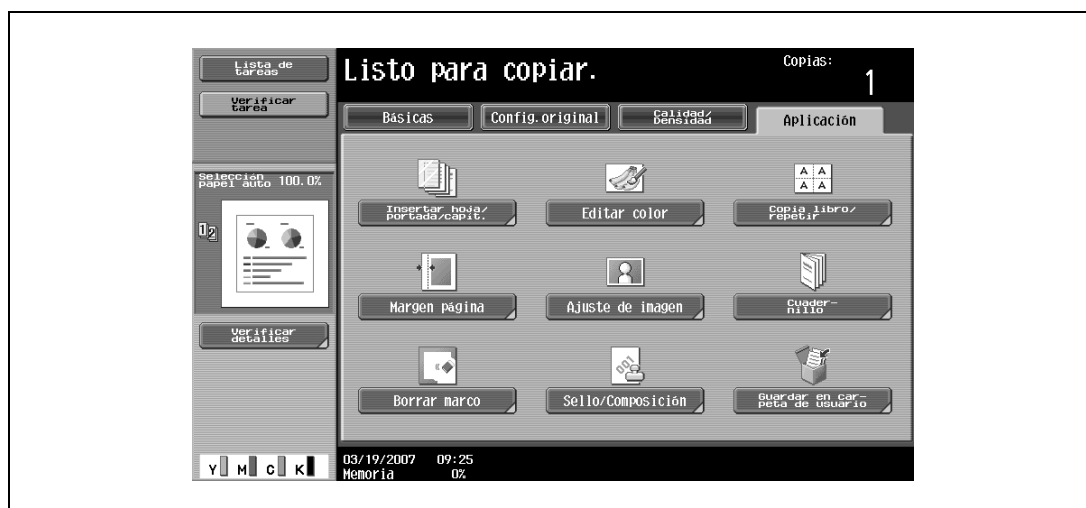 Lista de
tareas
Verificar
tarea
Listo para copiar.
Copias:
1
Básicas
Config.original
Calidad/
Densidad
Aplicación
Selección
papel auto 100.0%
12
Insertar hoja/
portada/capít.
Editar color
A A
A A
Copia libro/
repetir
Margen página
Ajuste de imagen
Cuader-
nillo
Verificar
detalles
Borrar marco
001
Sello/Composición
Guardar en car-
peta de usuario
Y M C K
03/19/2007 09:25
Memoria 0%